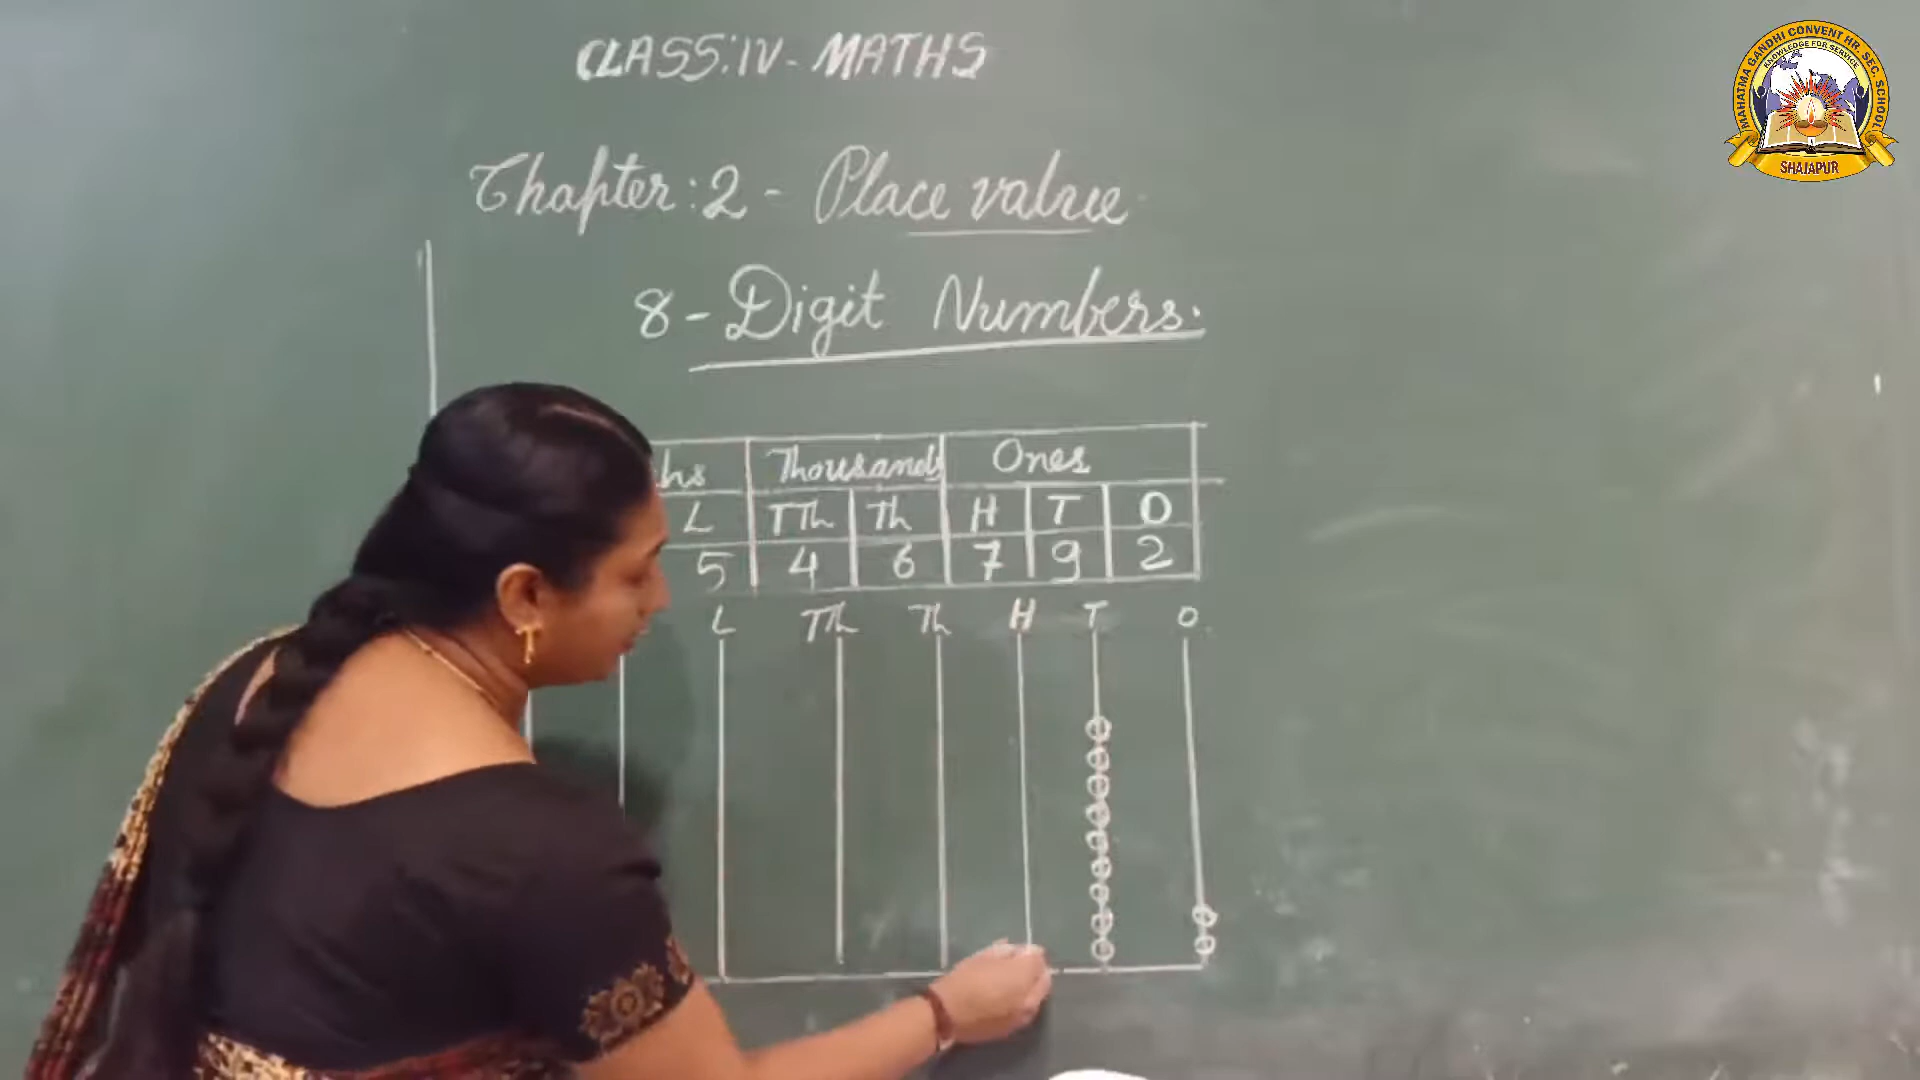 CLASS:IV - MATHS
Chapter:2 - Place value
8 - Digit Numbers.
Thousands Ones
L TTh Th H T O
5 4 6 7 9 2
L TTh Th H T O
MAHATMA GANDHI CONVENT HR. SEC. SCHOOL
KNOWLEDGE FOR SERVICE
SHAJAPUR